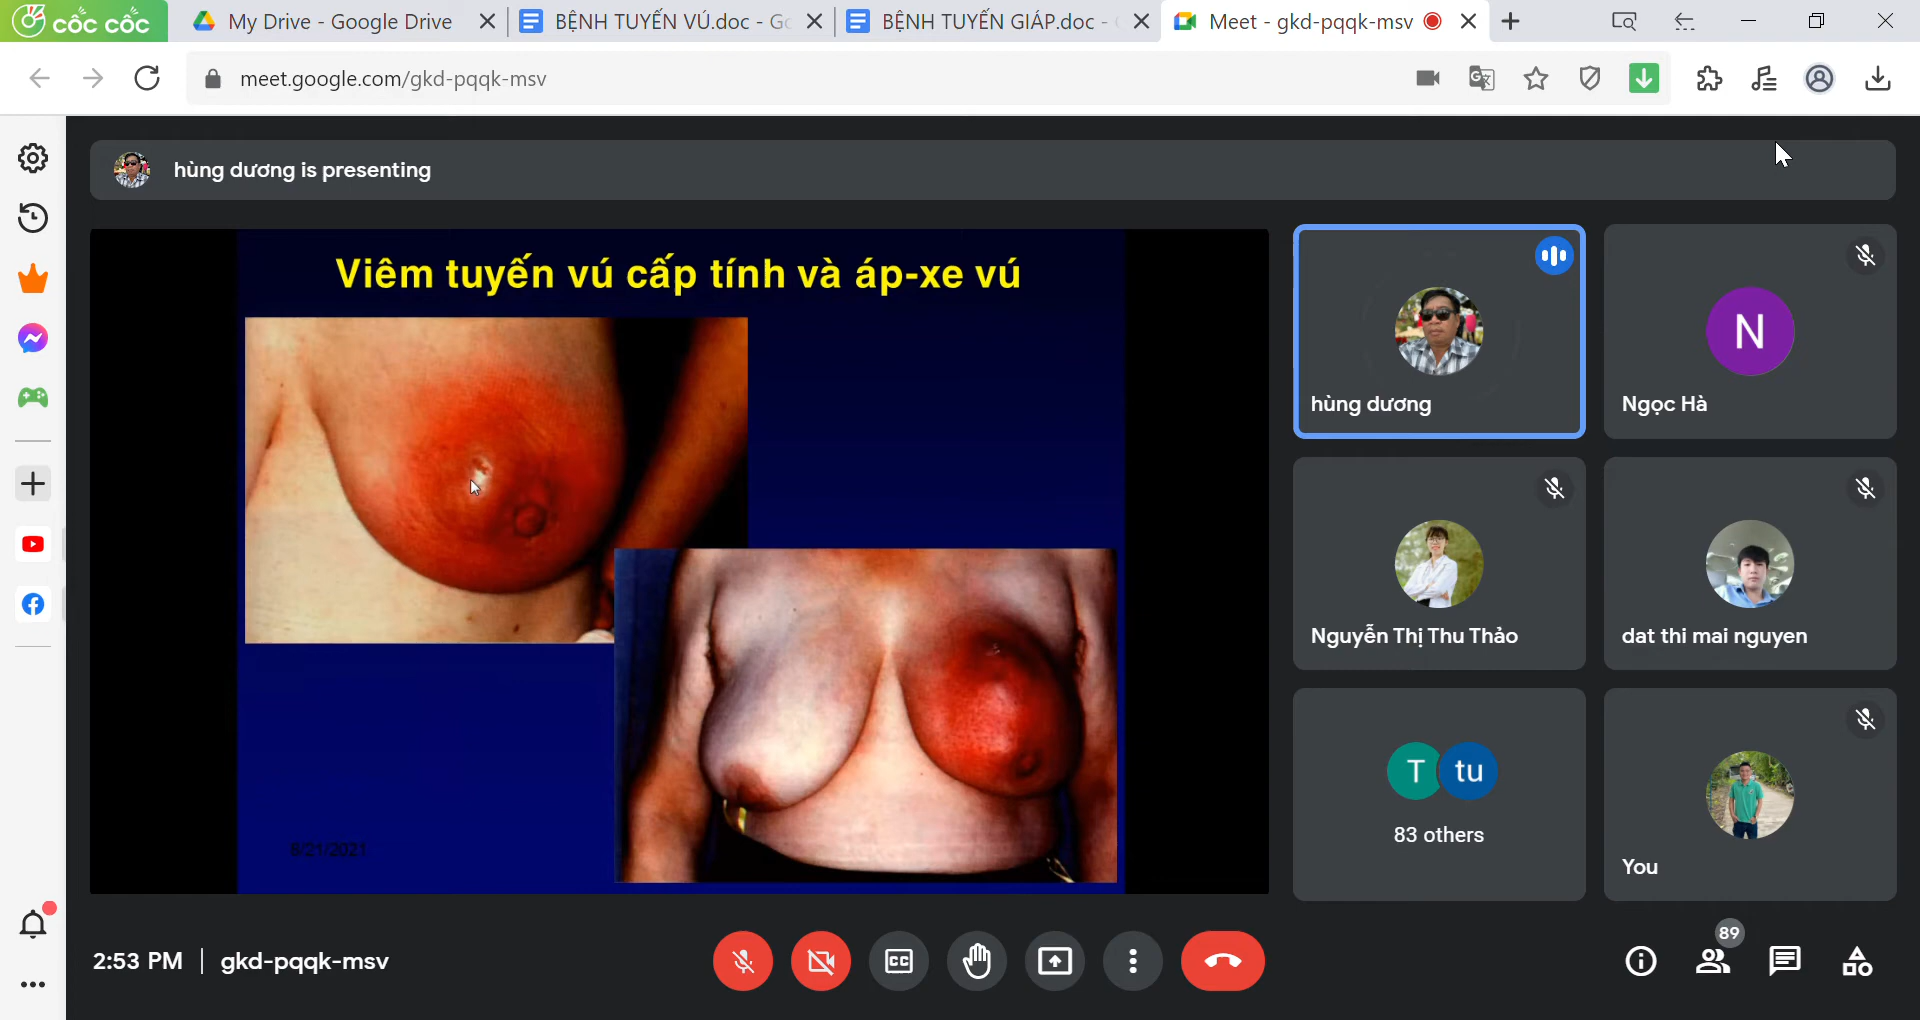 cốc cốc
My Drive - Google Drive
BỆNH TUYẾN VÚ.doc - Go
BỆNH TUYẾN GIÁP.doc -
Meet - gkd-pqqk-msv
meet.google.com/gkd-pqqk-msv
hùng dương is presenting
Viêm tuyến vú cấp tính và áp-xe vú
6/21/2021
hùng dương
N
Ngọc Hà
Nguyễn Thị Thu Thảo
dat thi mai nguyen
T tu
83 others
You
2:53 PM | gkd-pqqk-msv
CC
89